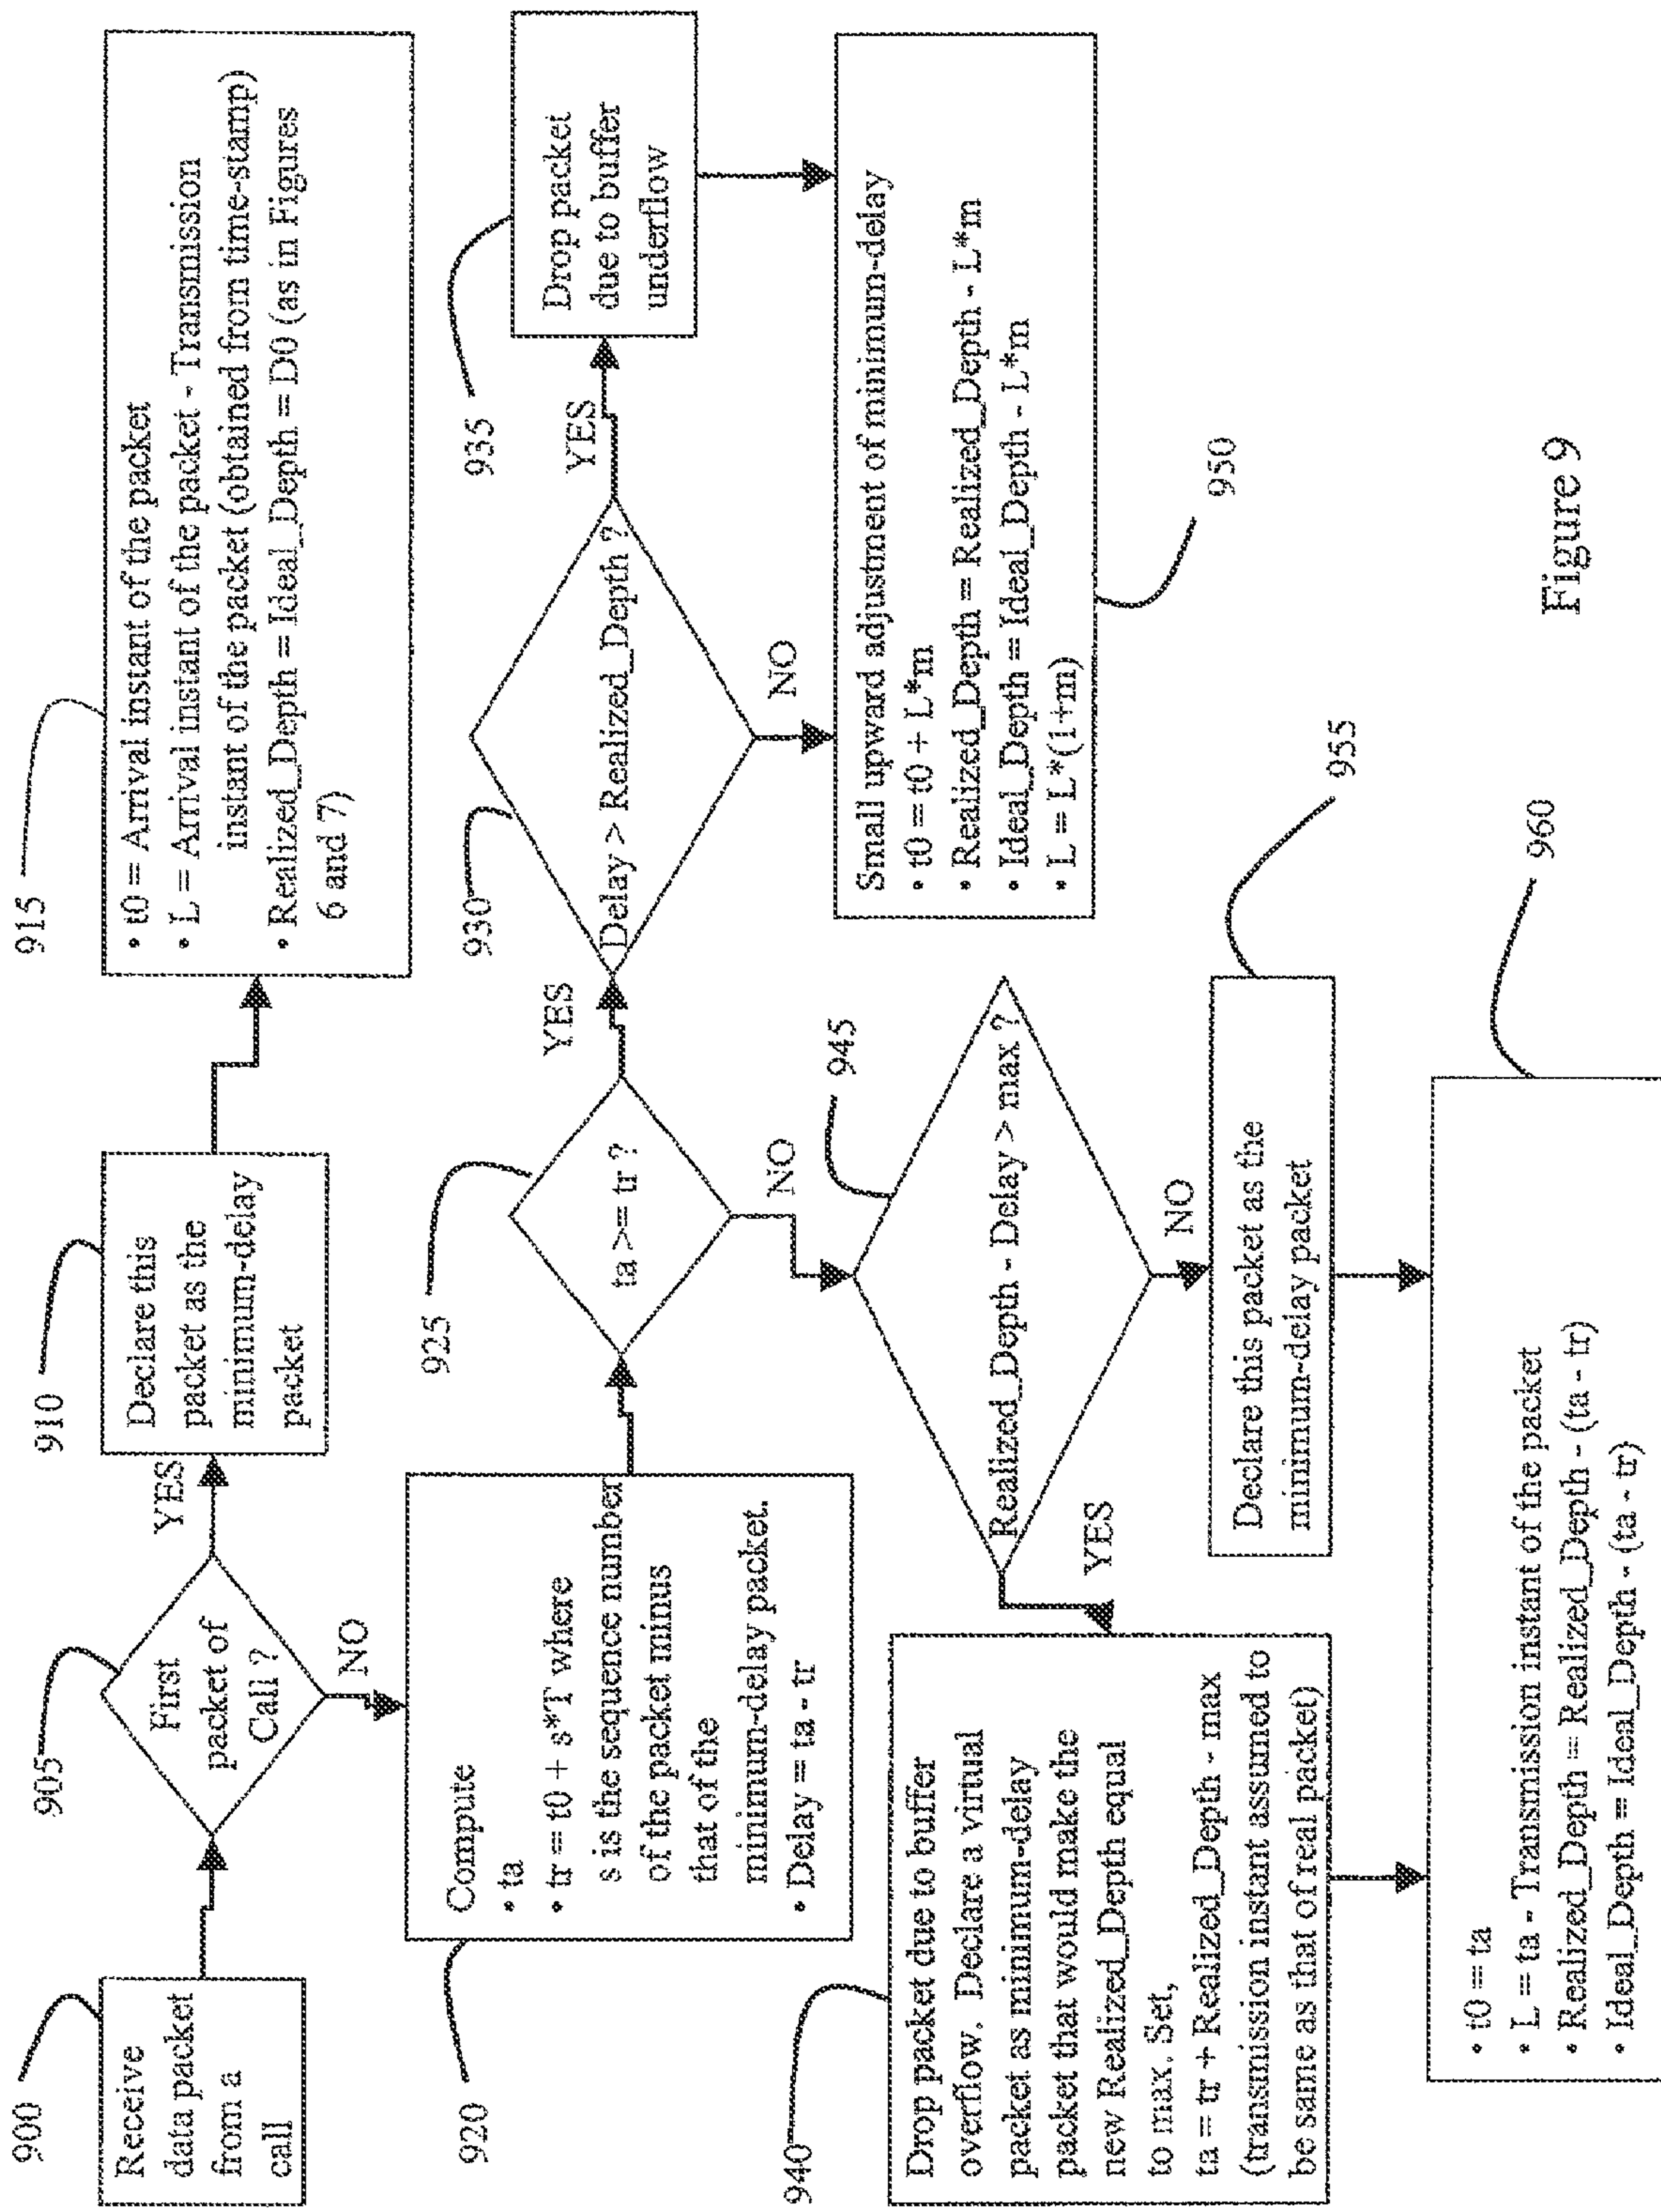 900
Receive
data packet
from a
call
905
First
packet of
Call ?
YES
NO
910
Declare this
packet as the
minimum-delay
packet
915
• t0 = Arrival instant of the packet
• L = Arrival instant of the packet - Transmission
instant of the packet (obtained from time-stamp)
• Realized_Depth = Ideal_Depth = D0 (as in Figures
6 and 7)
920
Compute
• ta
• tr = t0 + s*T where
s is the sequence number
of the packet minus
that of the
minimum-delay packet.
• Delay = ta - tr
925
ta >= tr ?
YES
NO
930
Delay > Realized_Depth ?
YES
NO
935
Drop packet
due to buffer
underflow
Small upward adjustment of minimum-delay
• t0 = t0 + L*m
• Realized_Depth = Realized_Depth - L*m
• Ideal_Depth = Ideal_Depth - L*m
• L = L*(1+m)
950
940
Drop packet due to buffer
overflow. Declare a virtual
packet as minimum-delay
packet that would make the
new Realized_Depth equal
to max. Set,
ta = tr + Realized_Depth - max
(transmission instant assumed to
be same as that of real packet)
945
Realized_Depth - Delay > max ?
YES
NO
955
Declare this packet as the
minimum-delay packet
960
• t0 = ta
• L = ta - Transmission instant of the packet
• Realized_Depth = Realized_Depth - (ta - tr)
• Ideal_Depth = Ideal_Depth - (ta - tr)
Figure 9